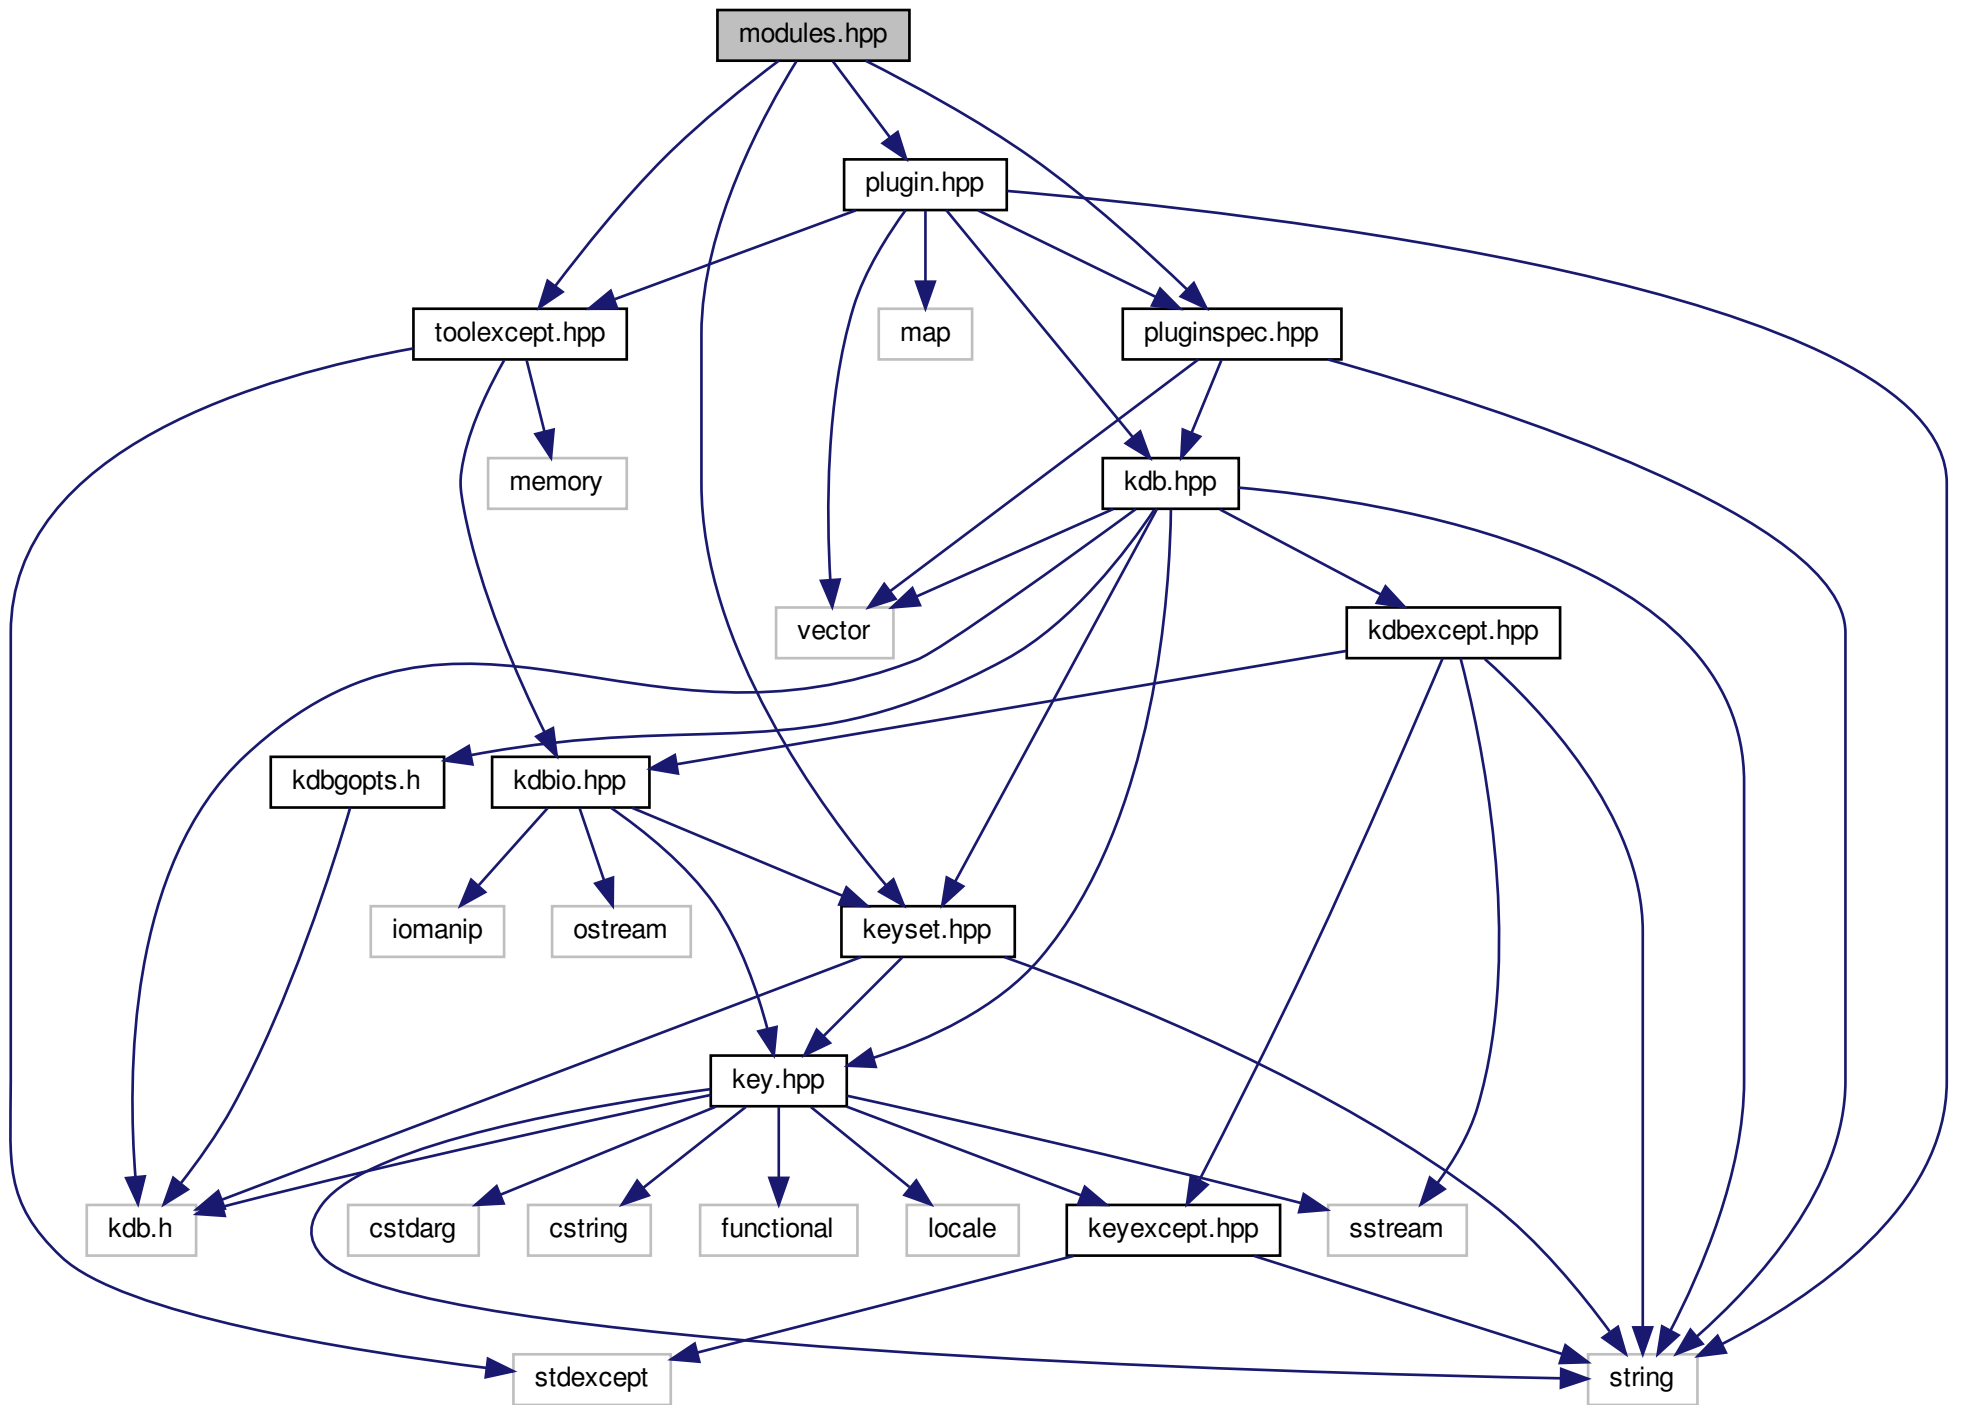 modules.hpp
plugin.hpp
toolexcept.hpp
map
pluginspec.hpp
memory
kdb.hpp
vector
kdbexcept.hpp
kdbgopts.h
kdbio.hpp
iomanip
ostream
keyset.hpp
key.hpp
kdb.h
cstdarg
cstring
functional
locale
keyexcept.hpp
sstream
stdexcept
string